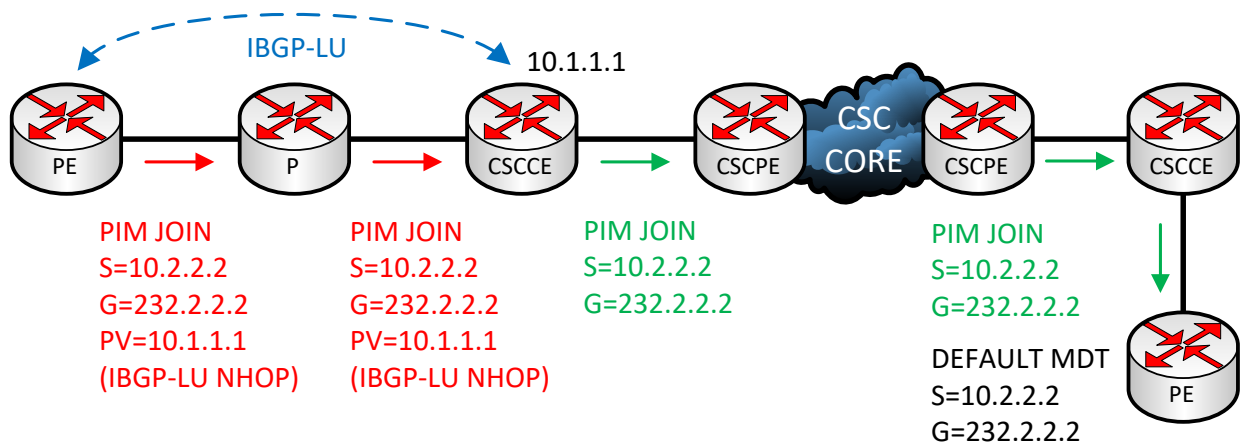 IBGP-LU
10.1.1.1
PE
P
CSCCE
CSCPE
CSC
CORE
CSCPE
CSCCE
PIM JOIN
S=10.2.2.2
G=232.2.2.2
PV=10.1.1.1
(IBGP-LU NHOP)
PIM JOIN
S=10.2.2.2
G=232.2.2.2
PV=10.1.1.1
(IBGP-LU NHOP)
PIM JOIN
S=10.2.2.2
G=232.2.2.2
PIM JOIN
S=10.2.2.2
G=232.2.2.2
DEFAULT MDT
S=10.2.2.2
G=232.2.2.2
PE